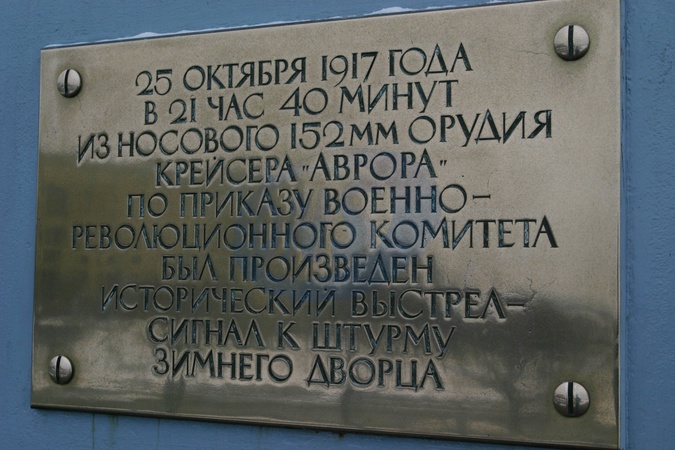 25 ОКТЯБРЯ 1917 ГОДА
В 21 ЧАС 40 МИНУТ
ИЗ НОСОВОГО 152ММ ОРУДИЯ
КРЕЙСЕРА "АВРОРА"
ПО ПРИКАЗУ ВОЕННО-
РЕВОЛЮЦИОННОГО КОМИТЕТА
БЫЛ ПРОИЗВЕДЕН
ИСТОРИЧЕСКИЙ ВЫСТРЕЛ-
СИГНАЛ К ШТУРМУ
ЗИМНЕГО ДВОРЦА